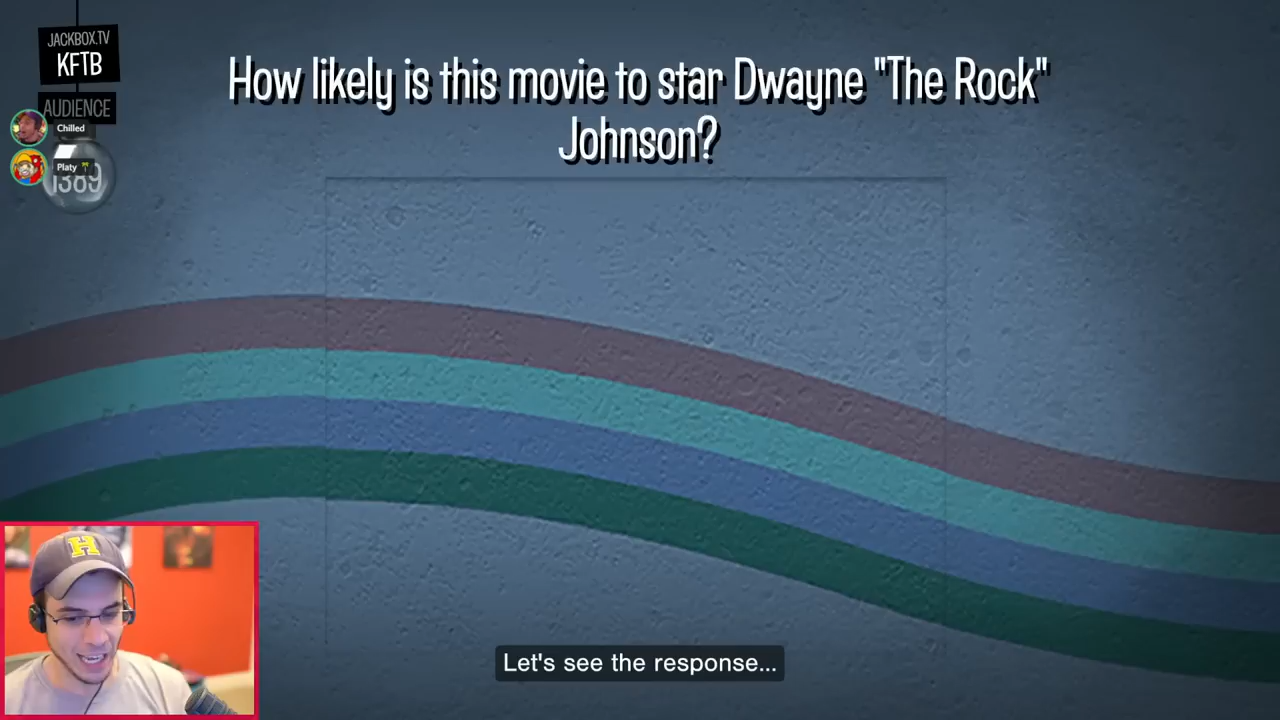 JACKBOX.TV
KFTB
AUDIENCE
Chilled
Platy
1389
How likely is this movie to star Dwayne "The Rock"
Johnson?
H
Let's see the response...